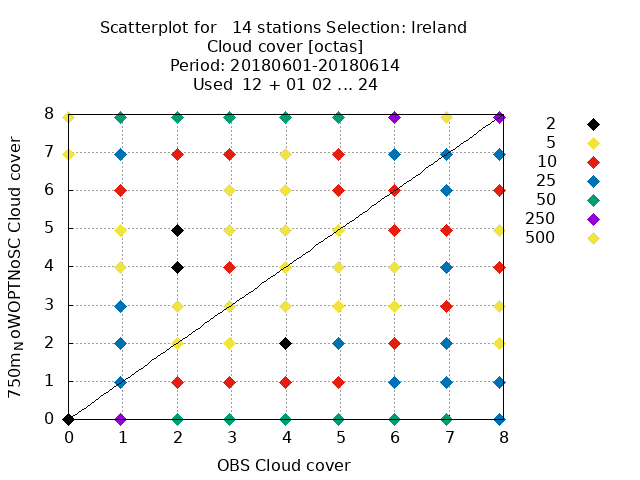 Scatterplot for   14 stations Selection: Ireland
Cloud cover [octas]
Period: 20180601-20180614
Used  12 + 01 02 ... 24
750m_NoWOPTNoSC Cloud cover
8
7
6
5
4
3
2
1
0
0 1 2 3 4 5 6 7 8
OBS Cloud cover
2
5
10
25
50
250
500